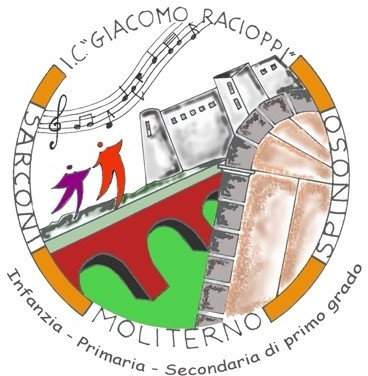 I.C. "GIACOMO RACIOPPI"
SARCONI
SPINOSO
MOLITERNO
Infanzia - Primaria - Secondaria di primo grado